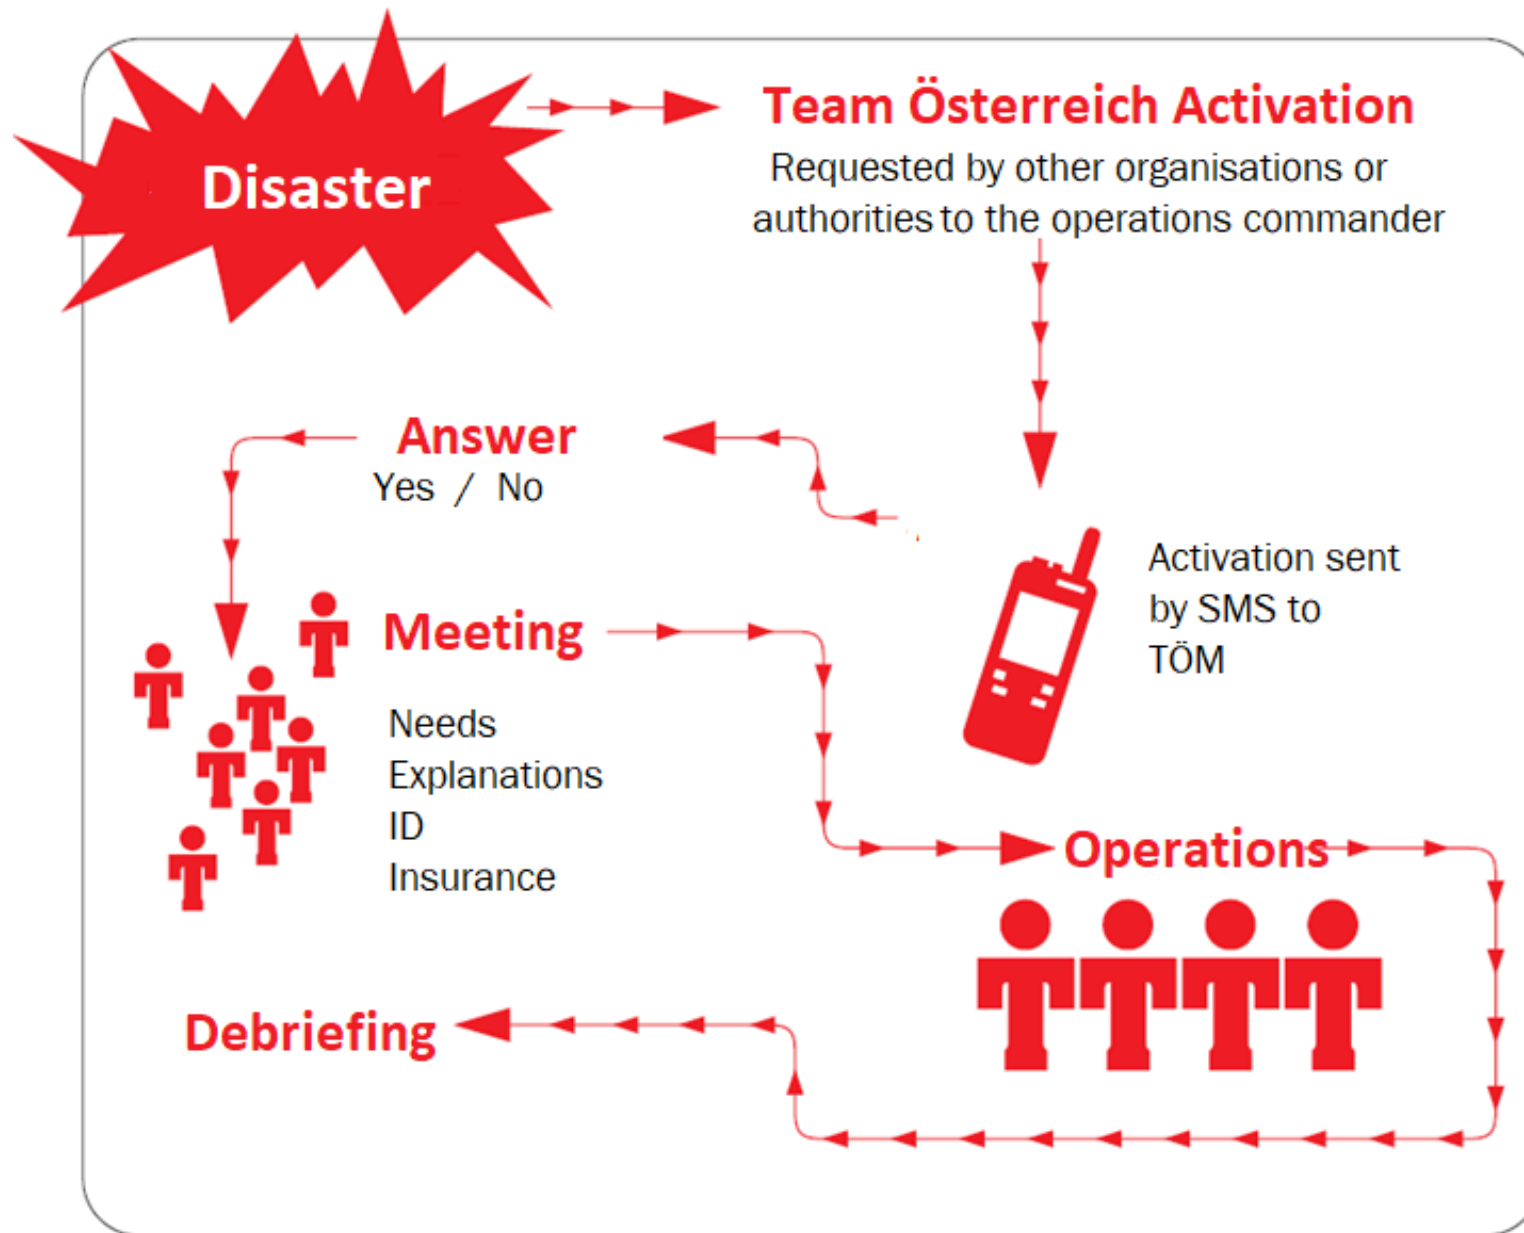 Disaster
Team Österreich Activation
Requested by other organisations or
authorities to the operations commander
Answer
Yes / No
Activation sent
by SMS to
TÖM
Meeting
Needs
Explanations
ID
Insurance
Operations
Debriefing